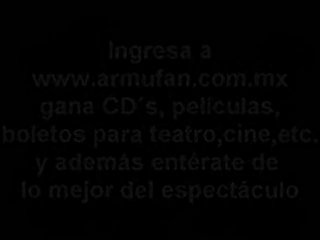 Ingresa a
www.armufan.com.mx
gana CD´s, películas,
boletos para teatro,cine,etc.
y además entérate de
lo mejor del espectáculo